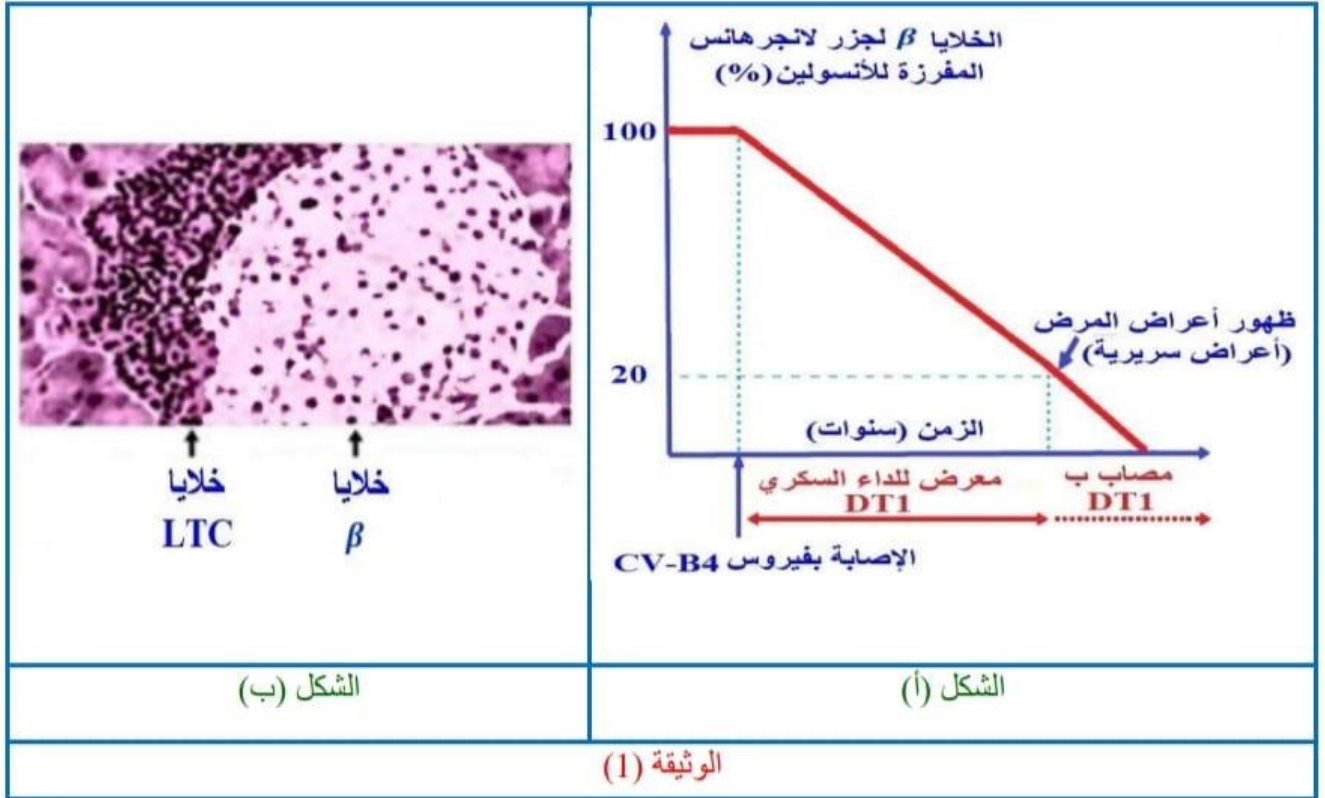 الخلايا β لجزر لانجرهانس
المفرزة للأنسولين(%)
100
ظهور أعراض المرض
(أعراض سريرية)
20
الزمن (سنوات)
معرض للداء السكري
DT1
مصاب ب
DT1
الإصابة بفيروس CV-B4
الشكل (أ)
خلايا
β
خلايا
LTC
الشكل (ب)
الوثيقة (1)